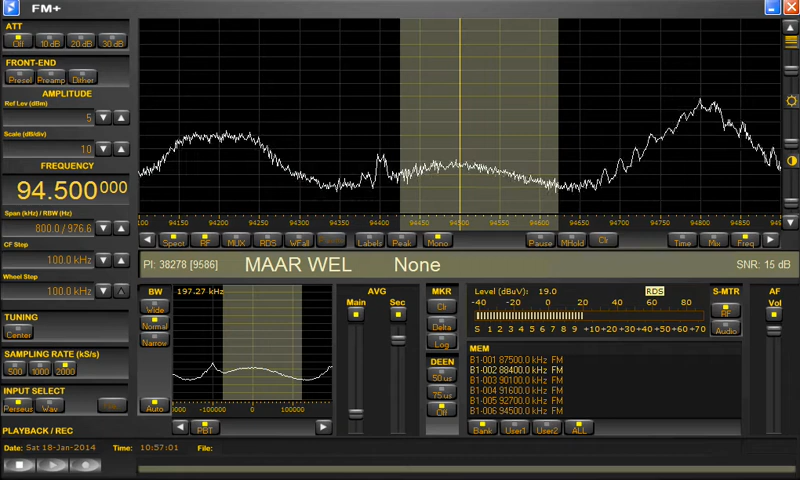 FM+
ATT
Off 10 dB 20 dB 30 dB
FRONT-END
Presel Preamp Dither
AMPLITUDE
Ref Lev (dBm)
5
Scale (dB/div)
10
FREQUENCY
94.500000
Span (kHz) / RBW (Hz)
800.0 / 976.6
CF Step
100.0 kHz
Wheel Step
100.0 kHz
TUNING
Center
SAMPLING RATE (kS/s)
500 1000 2000
INPUT SELECT
Perseus Wav
PLAYBACK / REC
Date: Sat 18-Jan-2014 Time: 10:57:01 File:
100 94150 94200 94250 94300 94350 94400 94450 94500 94550 94600 94650 94700 94750 94800 94850 9490
Spect RF MUX RDS WFall Labels Peak Mono Pause MHold Clr Time Mix Freq
PI: 38278 [9586] MAAR WEL None SNR: 15 dB
BW
Wide
Normal
Narrow
Auto
197.27 kHz
0000 -100000 0 100000
PBT
AVG
Main Sec
MKR
Clr
Delta
Log
DEEN
50 us
75 us
Off
Level (dBuV) 19.0 RDS
-40 -20 0 20 40 60 80
S 1 2 3 4 5 6 7 8 9 +10+20+30+40+50+60+70
S-MTR
RF
Audio
AF
Vol
MEM
B1-001 87500.0 kHz FM
B1-002 88400.0 kHz FM
B1-003 90100.0 kHz FM
B1-004 91600.0 kHz FM
B1-005 92700.0 kHz FM
B1-006 94500.0 kHz FM
Bank User1 User2 ALL